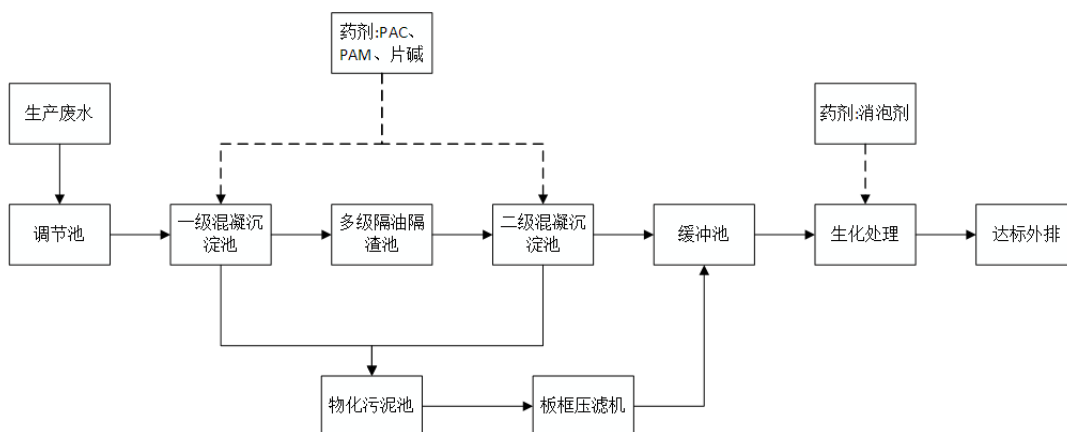 药剂:PAC、
PAM、片碱
生产废水
药剂:消泡剂
调节池
一级混凝沉
淀池
多级隔油隔
渣池
二级混凝沉
淀池
缓冲池
生化处理
达标外排
物化污泥池
板框压滤机